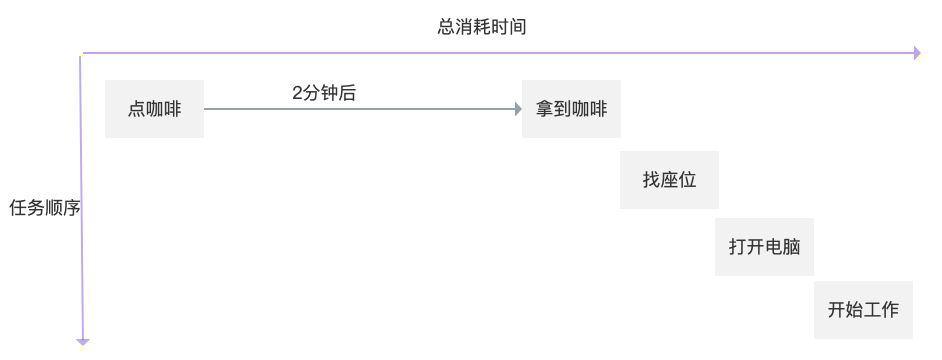 总消耗时间
点咖啡
2分钟后
拿到咖啡
找座位
任务顺序
打开电脑
开始工作